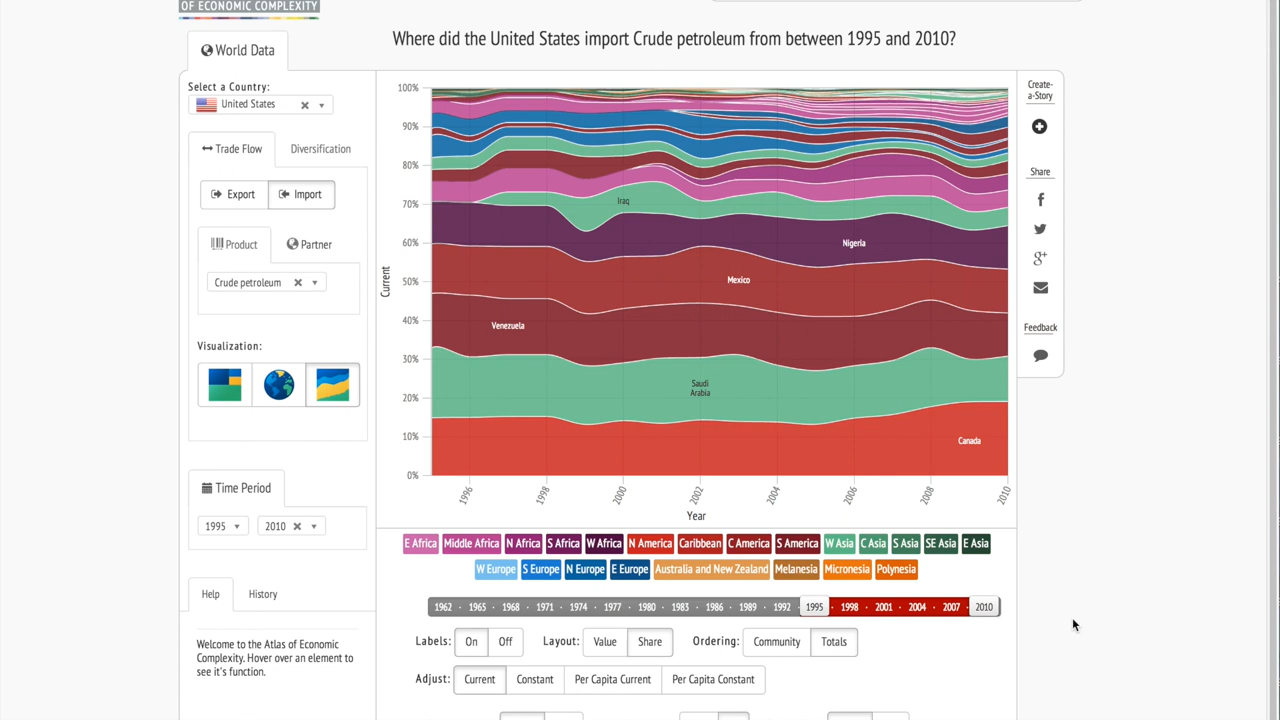 OF ECONOMIC COMPLEXITY
World Data
Where did the United States import Crude petroleum from between 1995 and 2010?
Select a Country:
United States
Trade Flow
Diversification
Export
Import
Product
Partner
Crude petroleum
Visualization:
Time Period
1995
2010
Help
History
Welcome to the Atlas of Economic
Complexity. Hover over an element to
see it's function.
100%
90%
80%
70%
60%
50%
40%
30%
20%
10%
0%
Current
Iraq
Nigeria
Mexico
Venezuela
Saudi
Arabia
Canada
1996
1998
2000
2002
2004
2006
2008
2010
Year
E Africa Middle Africa N Africa S Africa W Africa N America Caribbean C America S America W Asia C Asia S Asia SE Asia E Asia
W Europe S Europe N Europe E Europe Australia and New Zealand Melanesia Micronesia Polynesia
1962 · 1965 · 1968 · 1971 · 1974 · 1977 · 1980 · 1983 · 1986 · 1989 · 1992 · 1995 · 1998 · 2001 · 2004 · 2007 · 2010
Labels: On Off Layout: Value Share Ordering: Community Totals
Adjust: Current Constant Per Capita Current Per Capita Constant
Create-
a-Story
Share
Feedback